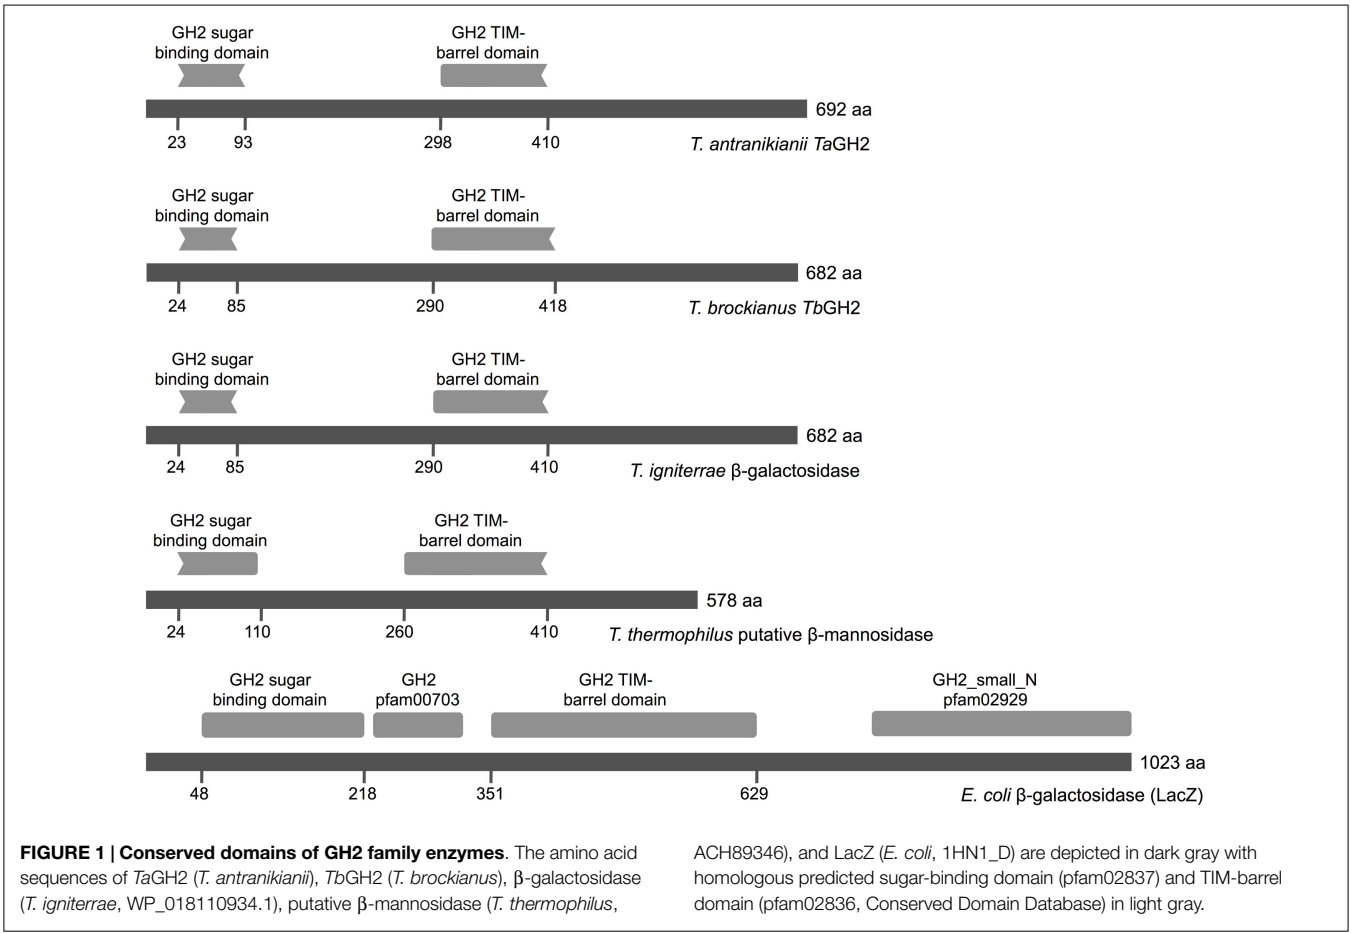 GH2 sugar
binding domain
GH2 TIM-
barrel domain
692 aa
23 93 298 410
T. antranikianii TaGH2
GH2 sugar
binding domain
GH2 TIM-
barrel domain
682 aa
24 85 290 418
T. brockianus TbGH2
GH2 sugar
binding domain
GH2 TIM-
barrel domain
682 aa
24 85 290 410
T. igniterrae β-galactosidase
GH2 sugar
binding domain
GH2 TIM-
barrel domain
578 aa
24 110 260 410
T. thermophilus putative β-mannosidase
GH2 sugar
binding domain
GH2
pfam00703
GH2 TIM-
barrel domain
GH2_small_N
pfam02929
1023 aa
48 218 351 629
E. coli β-galactosidase (LacZ)
FIGURE 1 | Conserved domains of GH2 family enzymes. The amino acid
sequences of TaGH2 (T. antranikianii), TbGH2 (T. brockianus), β-galactosidase
(T. igniterrae, WP_018110934.1), putative β-mannosidase (T. thermophilus,
ACH89346), and LacZ (E. coli, 1HN1_D) are depicted in dark gray with
homologous predicted sugar-binding domain (pfam02837) and TIM-barrel
domain (pfam02836, Conserved Domain Database) in light gray.